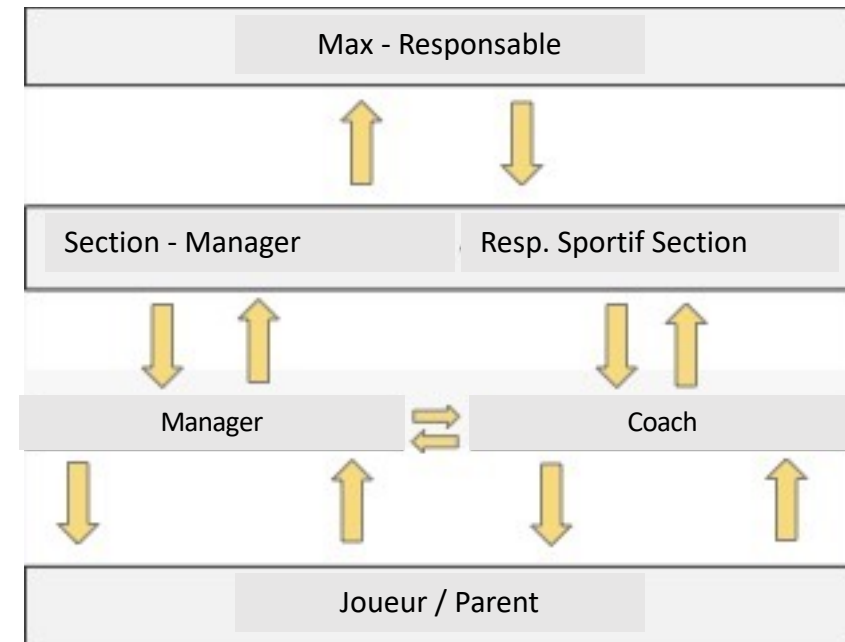 Max - Responsable
Section - Manager
Resp. Sportif Section
Manager
Coach
Joueur / Parent